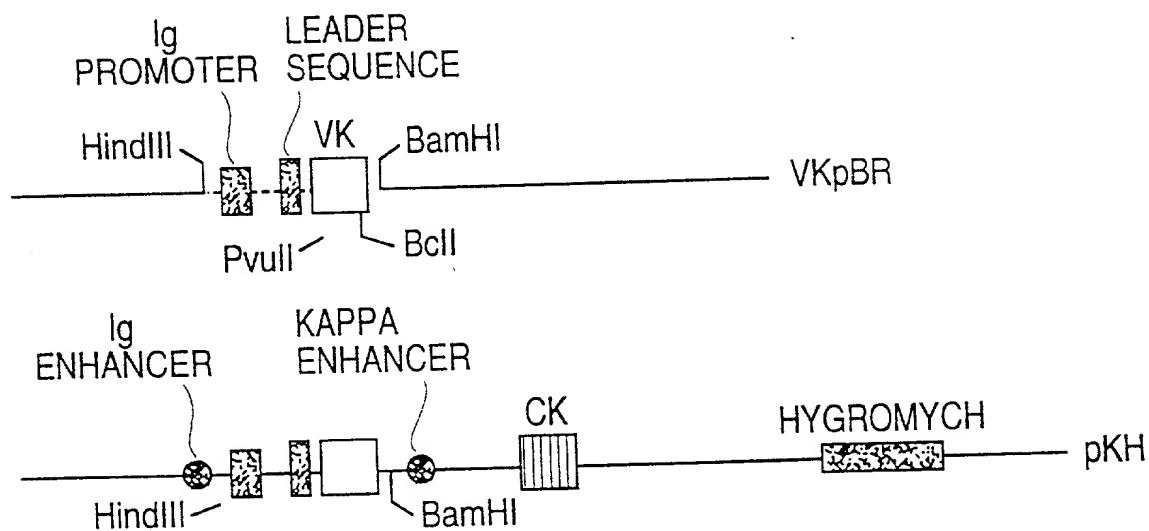 Ig
PROMOTER
LEADER
SEQUENCE
HindIII
VK
BamHI
VKpBR
PvuII
BclI
Ig
ENHANCER
KAPPA
ENHANCER
CK
HYGROMYCH
pKH
HindIII
BamHI